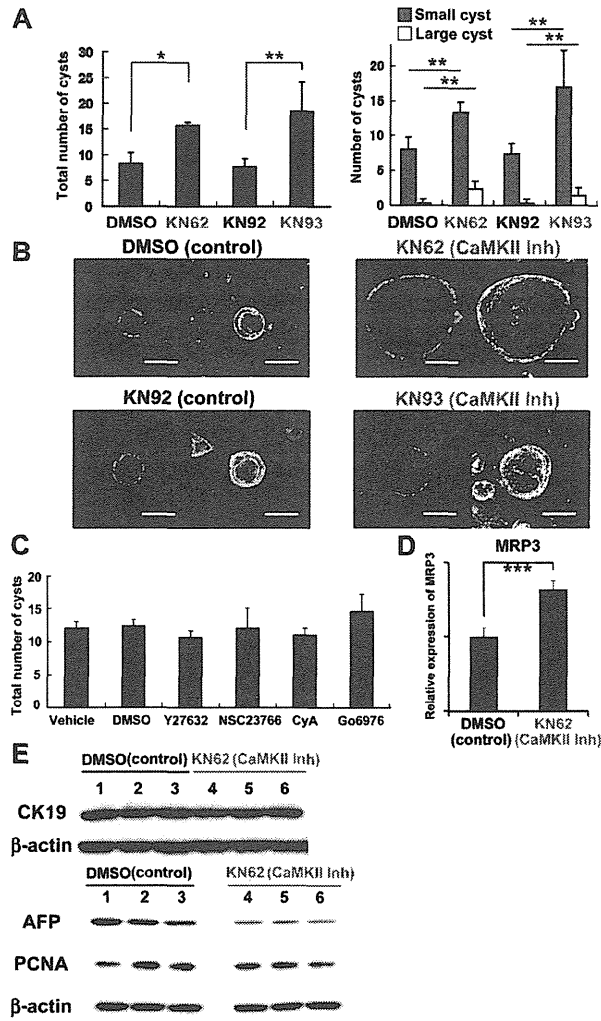 A
Total number of cysts
30
25
20
15
10
5
0
*
**
DMSO KN62 KN92 KN93
Small cyst
Large cyst
Number of cysts
20
15
10
5
0
**
**
**
**
DMSO KN62 KN92 KN93
B
DMSO (control)
KN62 (CaMKII Inh)
KN92 (control)
KN93 (CaMKII Inh)
C
Total number of cysts
20
15
10
5
0
Vehicle DMSO Y27632 NSC23766 CyA Go6976
D
MRP3
Relative expression of MRP3
***
DMSO (control)
KN62 (CaMKII Inh)
E
DMSO(control) KN62 (CaMKII Inh)
1 2 3 4 5 6
CK19
β-actin
DMSO(control) KN62 (CaMKII Inh)
1 2 3 4 5 6
AFP
PCNA
β-actin